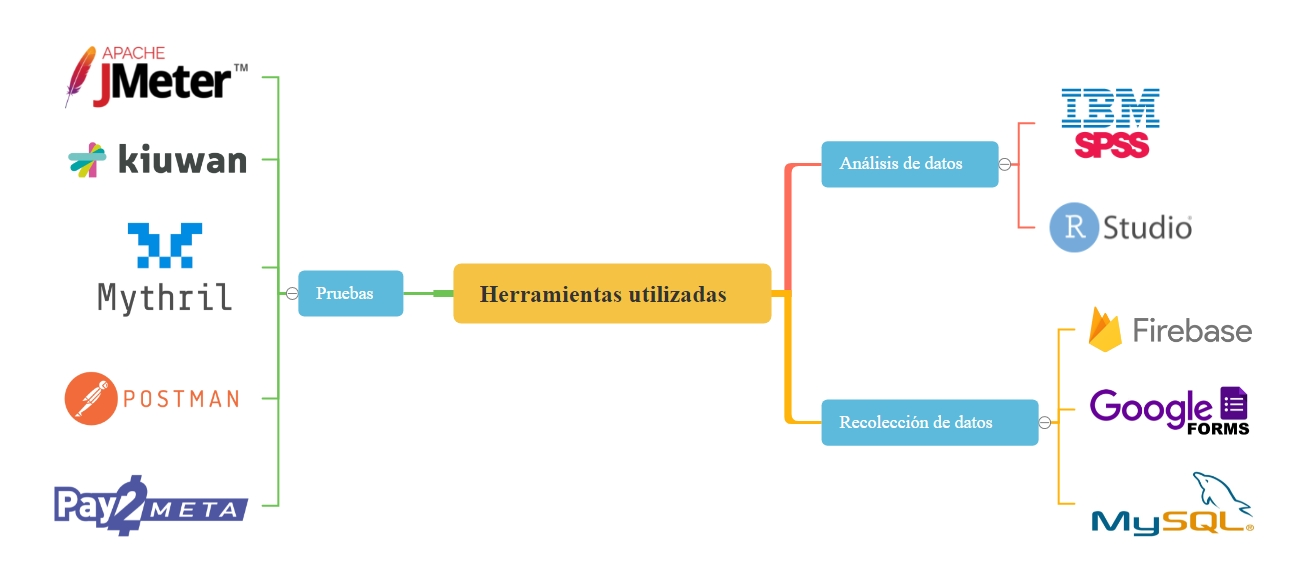 APACHE
JMeter™
kiuwan
Mythril
Pruebas
POSTMAN
Pay2META
Herramientas utilizadas
Análisis de datos
IBM
SPSS
R Studio®
Recolección de datos
Firebase
Google
FORMS
MySQL®